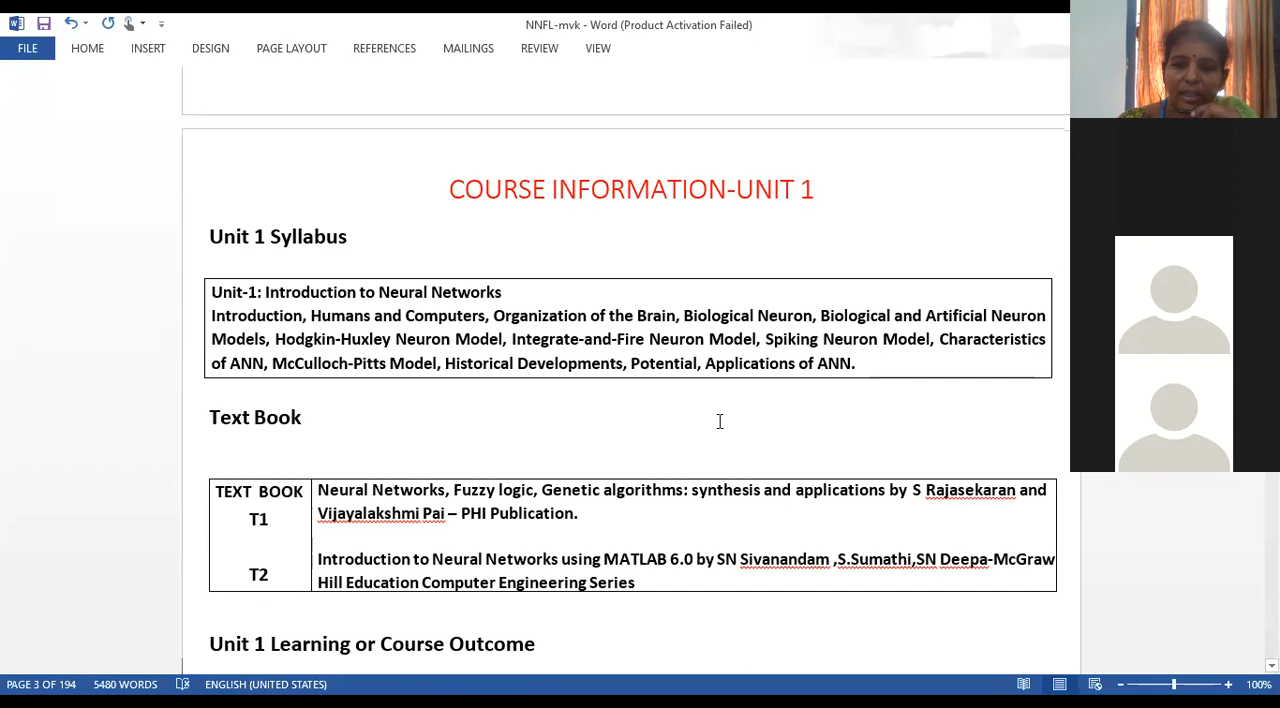 NNFL-mvk - Word (Product Activation Failed)
FILE HOME INSERT DESIGN PAGE LAYOUT REFERENCES MAILINGS REVIEW VIEW
COURSE INFORMATION-UNIT 1
Unit 1 Syllabus
Unit-1: Introduction to Neural Networks
Introduction, Humans and Computers, Organization of the Brain, Biological Neuron, Biological and Artificial Neuron
Models, Hodgkin-Huxley Neuron Model, Integrate-and-Fire Neuron Model, Spiking Neuron Model, Characteristics
of ANN, McCulloch-Pitts Model, Historical Developments, Potential, Applications of ANN.
Text Book
TEXT BOOK
T1
T2
Neural Networks, Fuzzy logic, Genetic algorithms: synthesis and applications by S Rajasekaran and
Vijayalakshmi Pai – PHI Publication.
Introduction to Neural Networks using MATLAB 6.0 by SN Sivanandam ,S.Sumathi,SN Deepa-McGraw
Hill Education Computer Engineering Series
Unit 1 Learning or Course Outcome
PAGE 3 OF 194 5480 WORDS ENGLISH (UNITED STATES) 100%